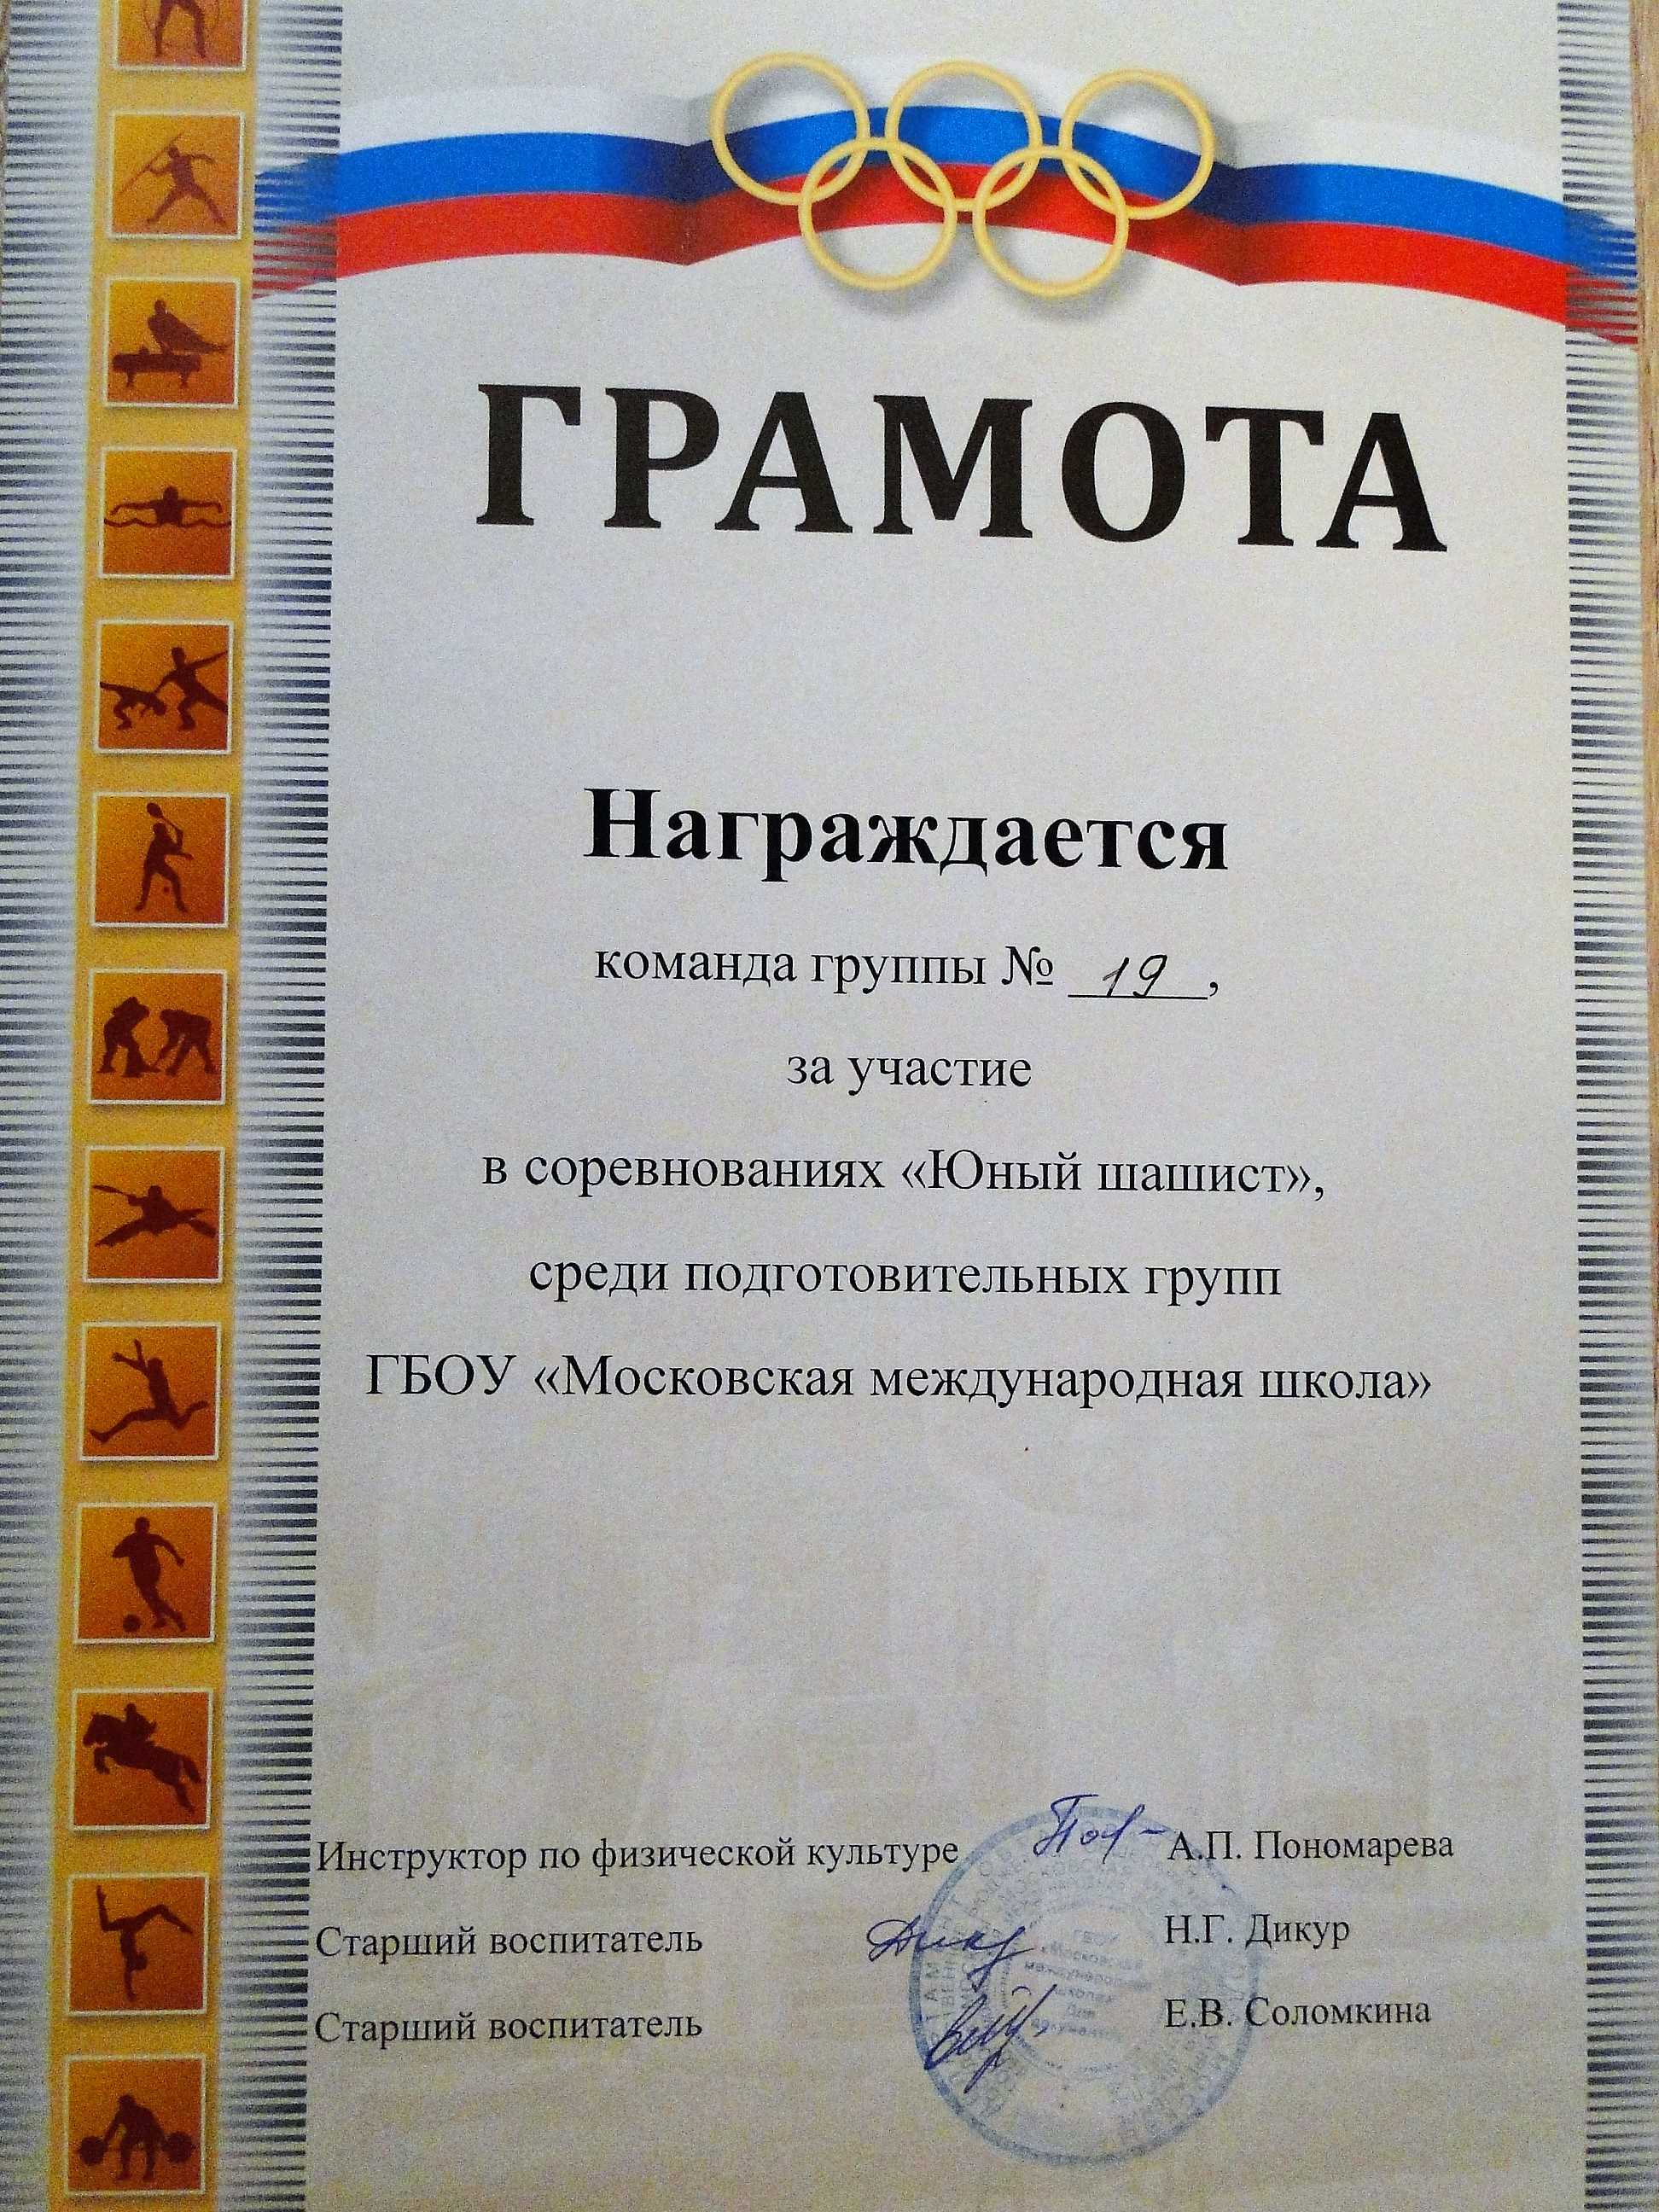 ГРАМОТА
Награждается
команда группы № 19,
за участие
в соревнованиях «Юный шашист»,
среди подготовительных групп
ГБОУ «Московская международная школа»
Инструктор по физической культуре А.П. Пономарева
Старший воспитатель Н.Г. Дикур
Старший воспитатель Е.В. Соломкина